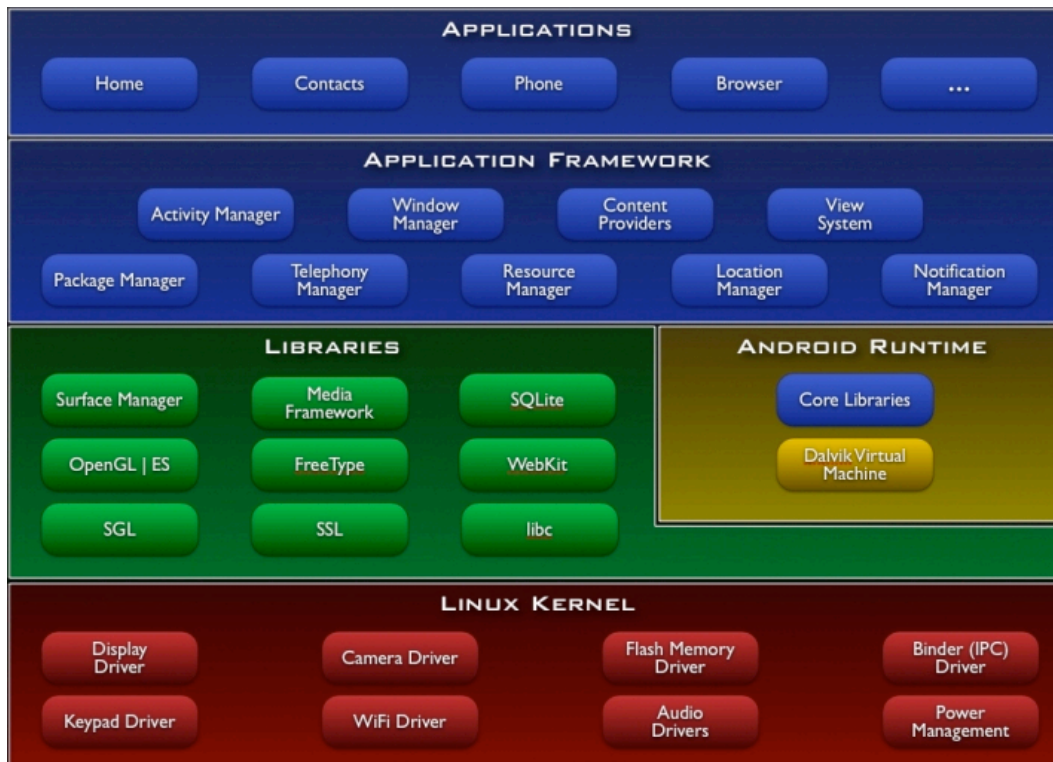 APPLICATIONS
Home
Contacts
Phone
Browser
...
APPLICATION FRAMEWORK
Activity Manager
Window
Manager
Content
Providers
View
System
Package Manager
Telephony
Manager
Resource
Manager
Location
Manager
Notification
Manager
LIBRARIES
Surface Manager
Media
Framework
SQLite
OpenGL | ES
FreeType
WebKit
SGL
SSL
libc
ANDROID RUNTIME
Core Libraries
Dalvik Virtual
Machine
LINUX KERNEL
Display
Driver
Camera Driver
Flash Memory
Driver
Binder (IPC)
Driver
Keypad Driver
WiFi Driver
Audio
Drivers
Power
Management